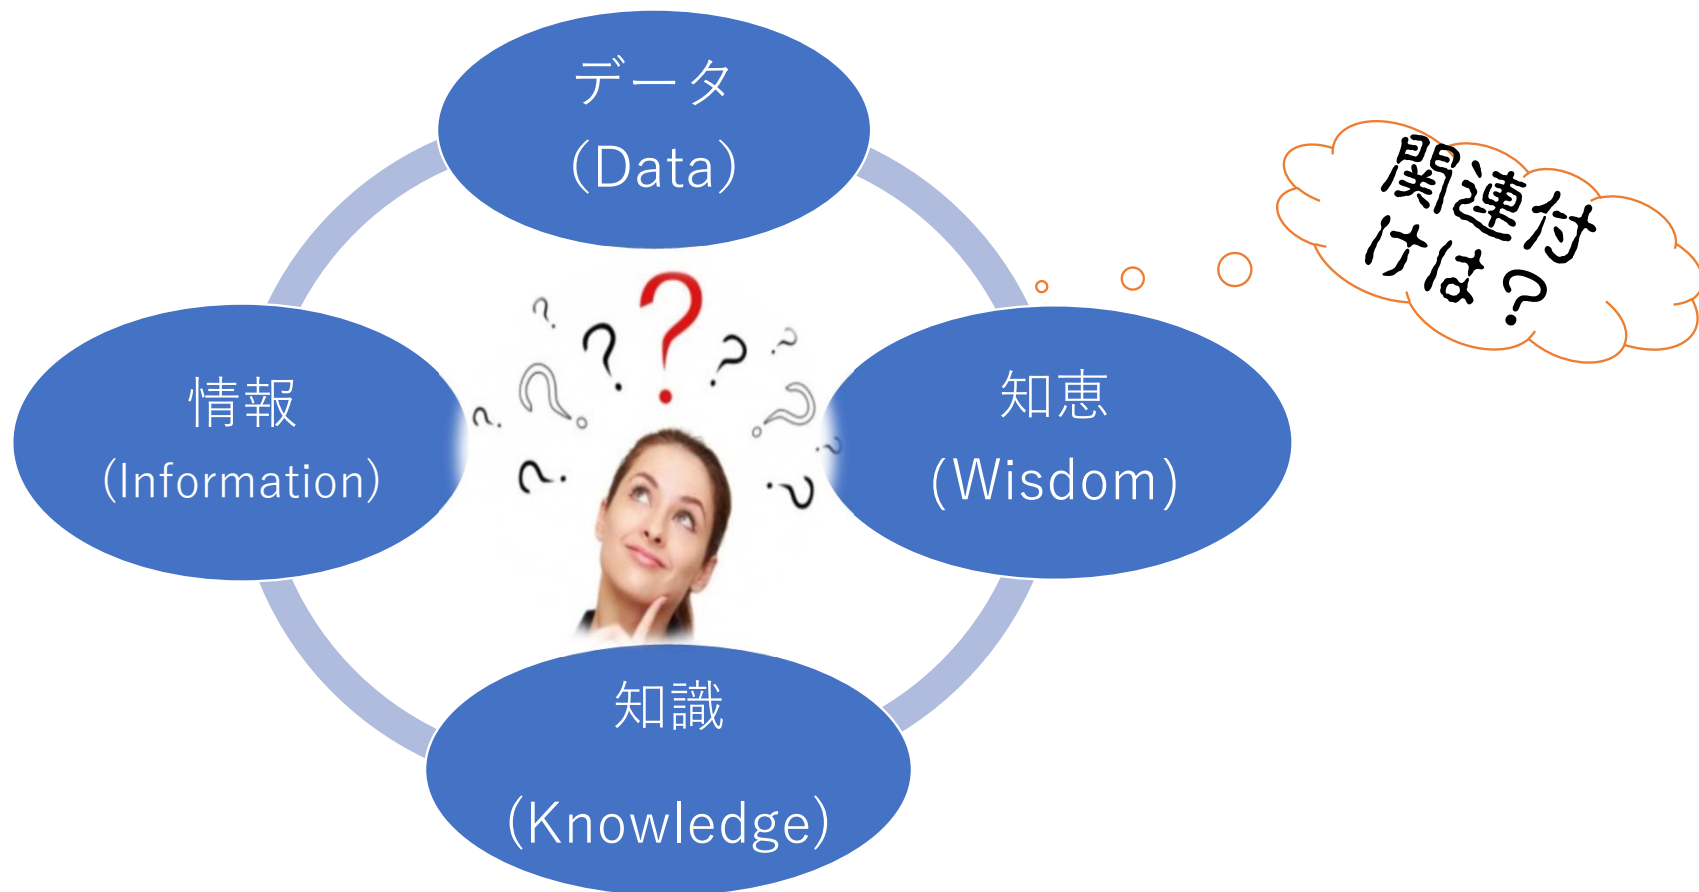 データ
(Data)
関連付
けは？
情報
(Information)
知恵
(Wisdom)
知識
(Knowledge)